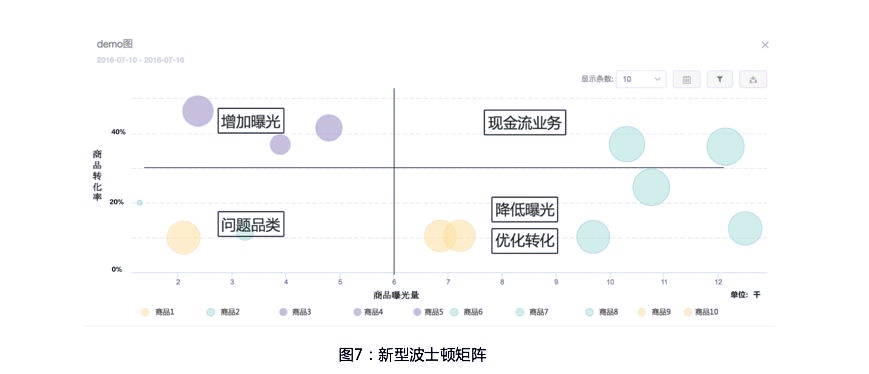 demo图
2016-07-10 - 2016-07-16
显示条数: 10
增加曝光
现金流业务
40%
商品转化率
降低曝光
20%
问题品类
优化转化
0%
2 3 4 5 6 7 8 9 10 11 12
商品曝光量
单位: 千
商品1 商品2 商品3 商品4 商品5 商品6 商品7 商品8 商品9 商品10
图7：新型波士顿矩阵